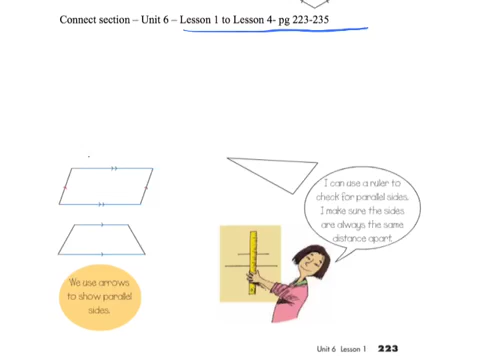 Connect section – Unit 6 – Lesson 1 to Lesson 4- pg 223-235
I can use a ruler to
check for parallel sides.
I make sure the sides
are always the same
distance apart.
We use arrows
to show parallel
sides.
Unit 6 Lesson 1 223